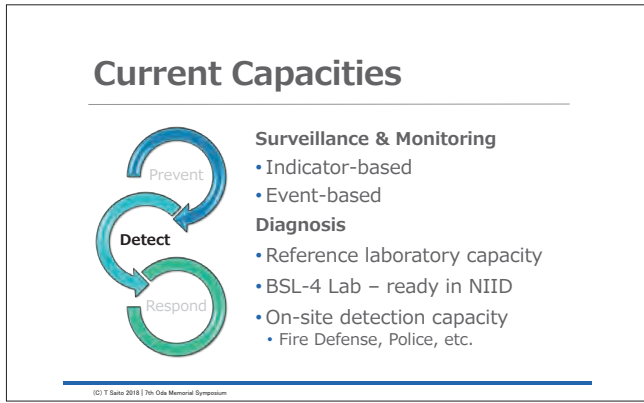 Current Capacities
Prevent
Detect
Respond
Surveillance & Monitoring
• Indicator-based
• Event-based
Diagnosis
• Reference laboratory capacity
• BSL-4 Lab – ready in NIID
• On-site detection capacity
• Fire Defense, Police, etc.
(C) T Saito 2018 | 7th Oda Memorial Symposium